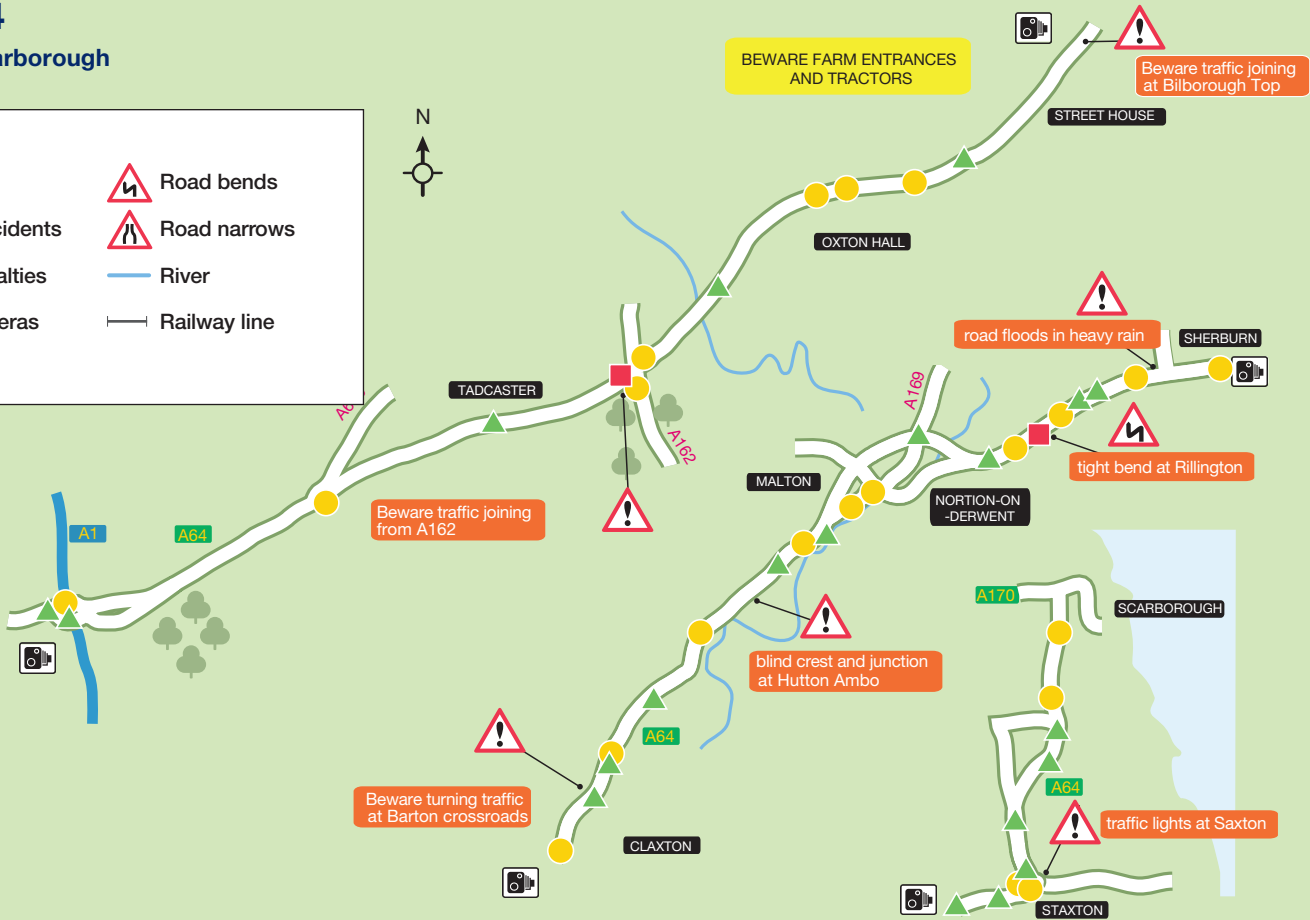 4
arborough
Road bends
Road narrows
River
Railway line
cidents
alties
eras
N
BEWARE FARM ENTRANCES
AND TRACTORS
Beware traffic joining
at Bilborough Top
STREET HOUSE
OXTON HALL
TADCASTER
A162
A1
A64
Beware traffic joining
from A162
road floods in heavy rain
SHERBURN
A169
MALTON
tight bend at Rillington
NORTION-ON
-DERWENT
A170
SCARBOROUGH
blind crest and junction
at Hutton Ambo
A64
Beware turning traffic
at Barton crossroads
CLAXTON
A64
traffic lights at Saxton
STAXTON